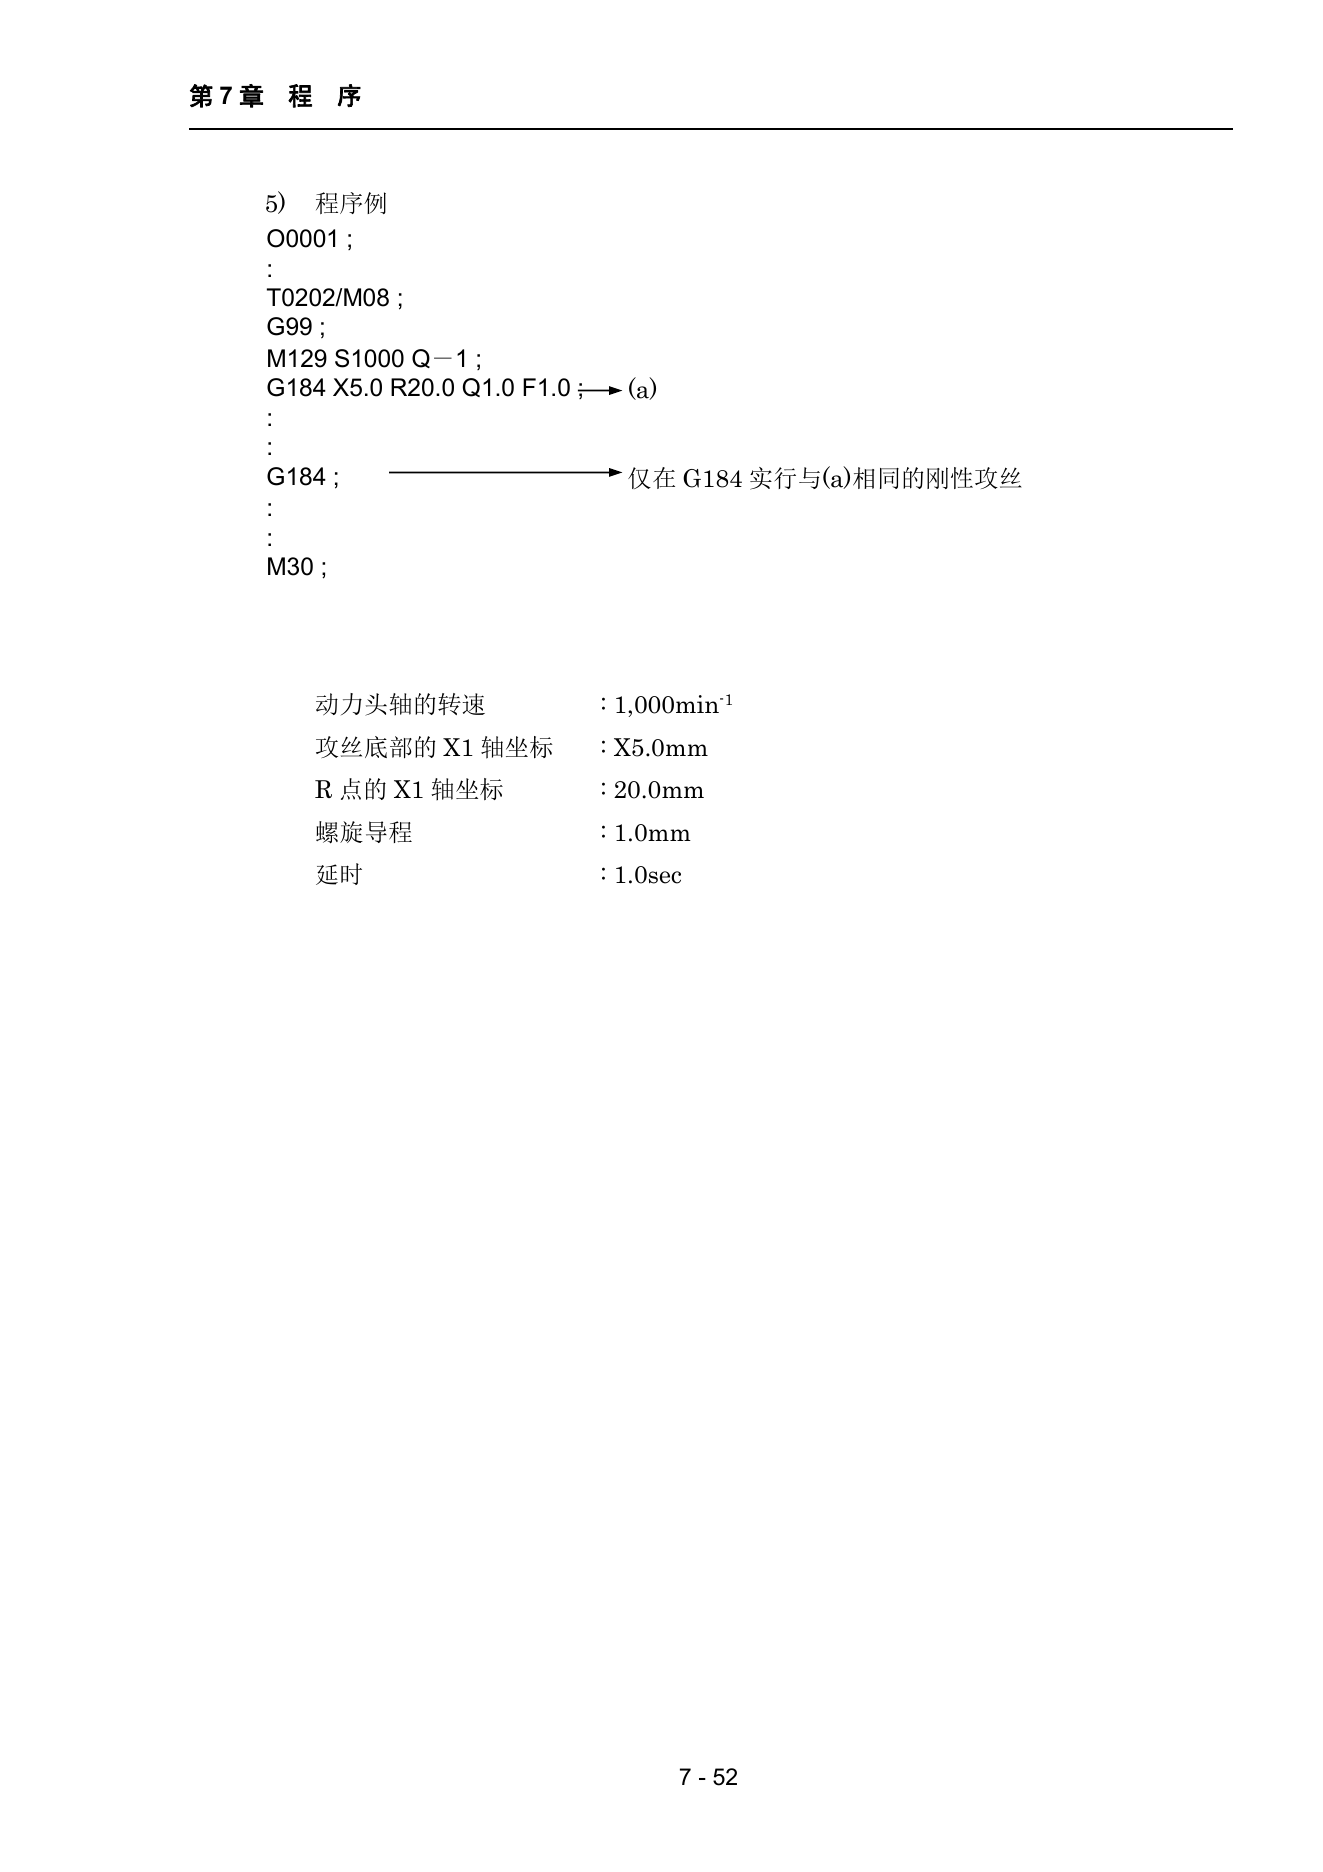 第 7 章　程　序
5)　程序例
O0001 ;
:
T0202/M08 ;
G99 ;
M129 S1000 Q－1 ;
G184 X5.0 R20.0 Q1.0 F1.0 ; (a)
:
:
G184 ; 仅在 G184 实行与(a)相同的刚性攻丝
:
:
M30 ;
动力头轴的转速 : 1,000min-1
攻丝底部的 X1 轴坐标 : X5.0mm
R 点的 X1 轴坐标 : 20.0mm
螺旋导程 : 1.0mm
延时 : 1.0sec
7 - 52